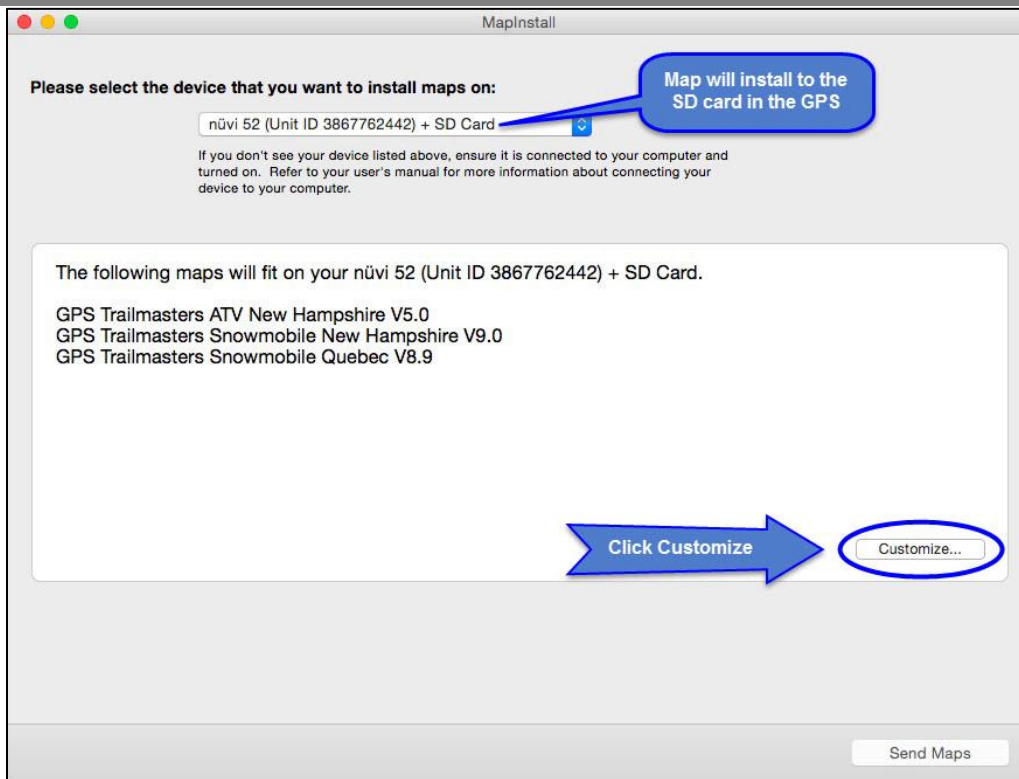 MapInstall
Please select the device that you want to install maps on:
Map will install to the
SD card in the GPS
nüvi 52 (Unit ID 3867762442) + SD Card
If you don't see your device listed above, ensure it is connected to your computer and
turned on. Refer to your user's manual for more information about connecting your
device to your computer.
The following maps will fit on your nüvi 52 (Unit ID 3867762442) + SD Card.
GPS Trailmasters ATV New Hampshire V5.0
GPS Trailmasters Snowmobile New Hampshire V9.0
GPS Trailmasters Snowmobile Quebec V8.9
Click Customize
Customize...
Send Maps